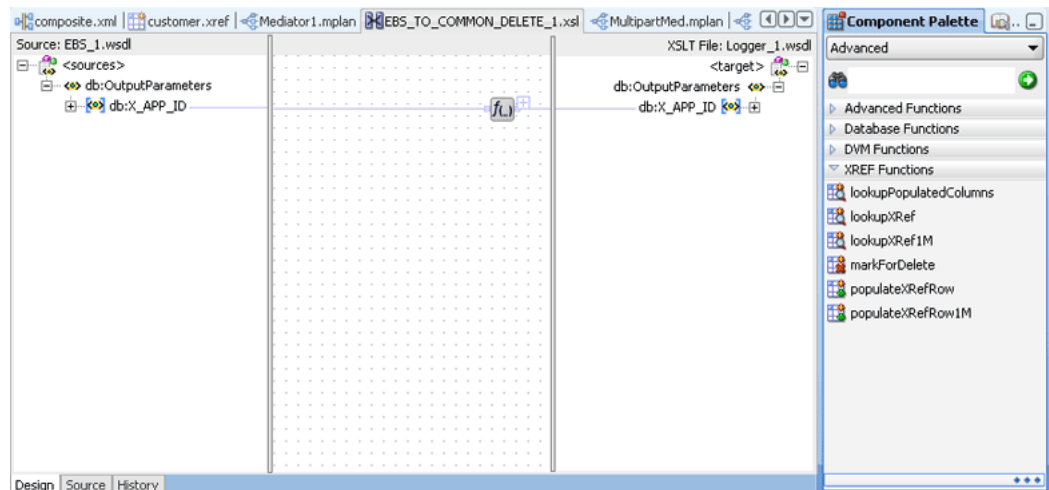 composite.xml customer.xref Mediator1.mplan EBS_TO_COMMON_DELETE_1.xsl MultipartMed.mplan Component Palette
Source: EBS_1.wsdl XSLT File: Logger_1.wsdl Advanced
<sources> <target>
db:OutputParameters db:OutputParameters
db:X_APP_ID f(..) db:X_APP_ID
Advanced Functions
Database Functions
DVM Functions
XREF Functions
lookupPopulatedColumns
lookupXRef
lookupXRef1M
markForDelete
populateXRefRow
populateXRefRow1M
Design Source History